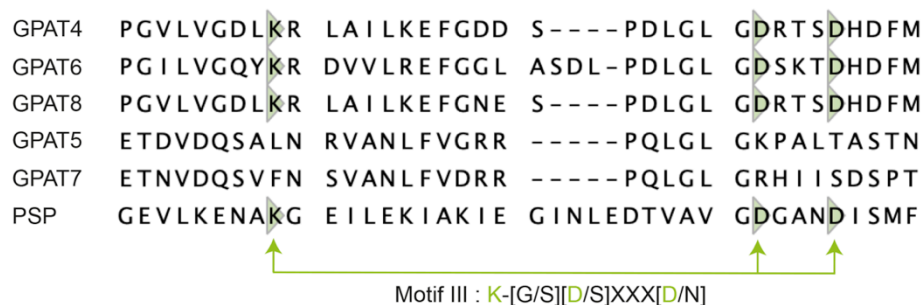 GPAT4 PGVLVGDLKR LAILKEFGDD S----PDLGL GDRTSDHDFM
GPAT6 PGILVGQYKR DVVLREFGGL ASDL-PDLGL GDSKTDHDFM
GPAT8 PGVLVGDLKR LAILKEFGNE S----PDLGL GDRTSDHDFM
GPAT5 ETDVDQSALN RVANLFVGRR -----PQLGL GKPALTASTN
GPAT7 ETNVDQSVFN SVANLFVDRR -----PQLGL GRHIISDSPT
PSP GEVLKENAKG EILEKIAKIE GINLEDTVAV GDGANDISMF
Motif III : K-[G/S][D/S]XXX[D/N]